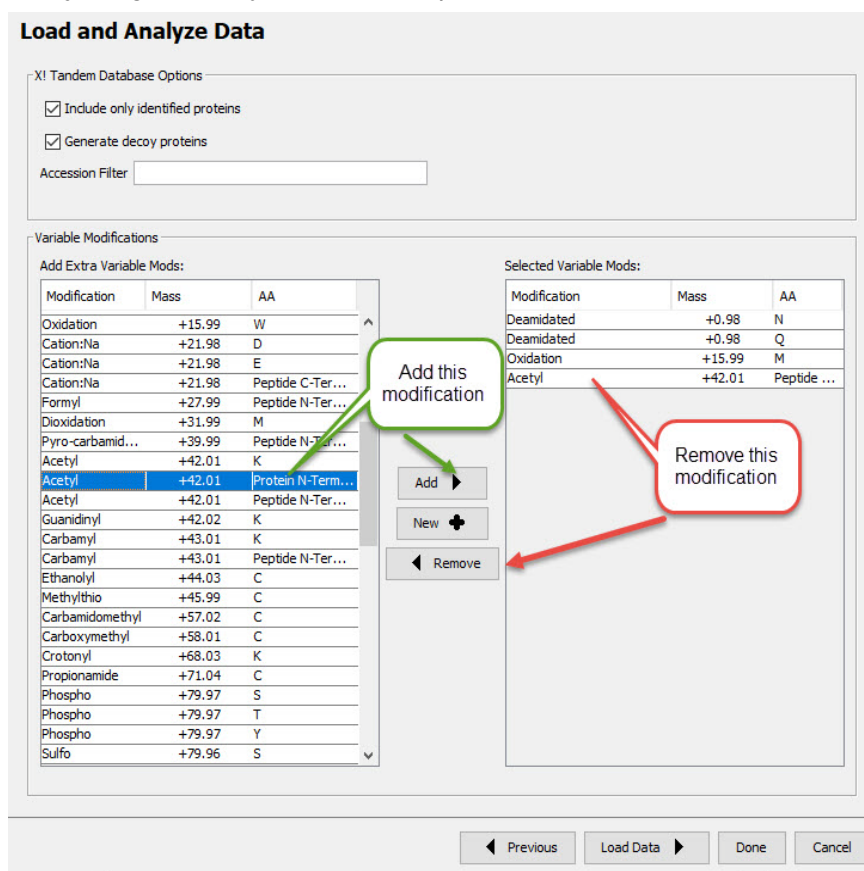 Load and Analyze Data
X! Tandem Database Options
Include only identified proteins
Generate decoy proteins
Accession Filter
Variable Modifications
Add Extra Variable Mods:
Modification Mass AA
Oxidation +15.99 W
Cation:Na +21.98 D
Cation:Na +21.98 E
Cation:Na +21.98 Peptide C-Ter...
Formyl +27.99 Peptide N-Ter...
Dioxidation +31.99 M
Pyro-carbamid... +39.99 Peptide N-Ter...
Acetyl +42.01 K
Acetyl +42.01 Protein N-Term...
Acetyl +42.01 Peptide N-Ter...
Guanidinyl +42.02 K
Carbamyl +43.01 K
Carbamyl +43.01 Peptide N-Ter...
Ethanolyl +44.03 C
Methylthio +45.99 C
Carbamidomethyl +57.02 C
Carboxymethyl +58.01 C
Crotonyl +68.03 K
Propionamide +71.04 C
Phospho +79.97 S
Phospho +79.97 T
Phospho +79.97 Y
Sulfo +79.96 S
Add this
modification
Add
New
Remove
Selected Variable Mods:
Modification Mass AA
Deamidated +0.98 N
Deamidated +0.98 Q
Oxidation +15.99 M
Acetyl +42.01 Peptide ...
Remove this
modification
Previous Load Data Done Cancel